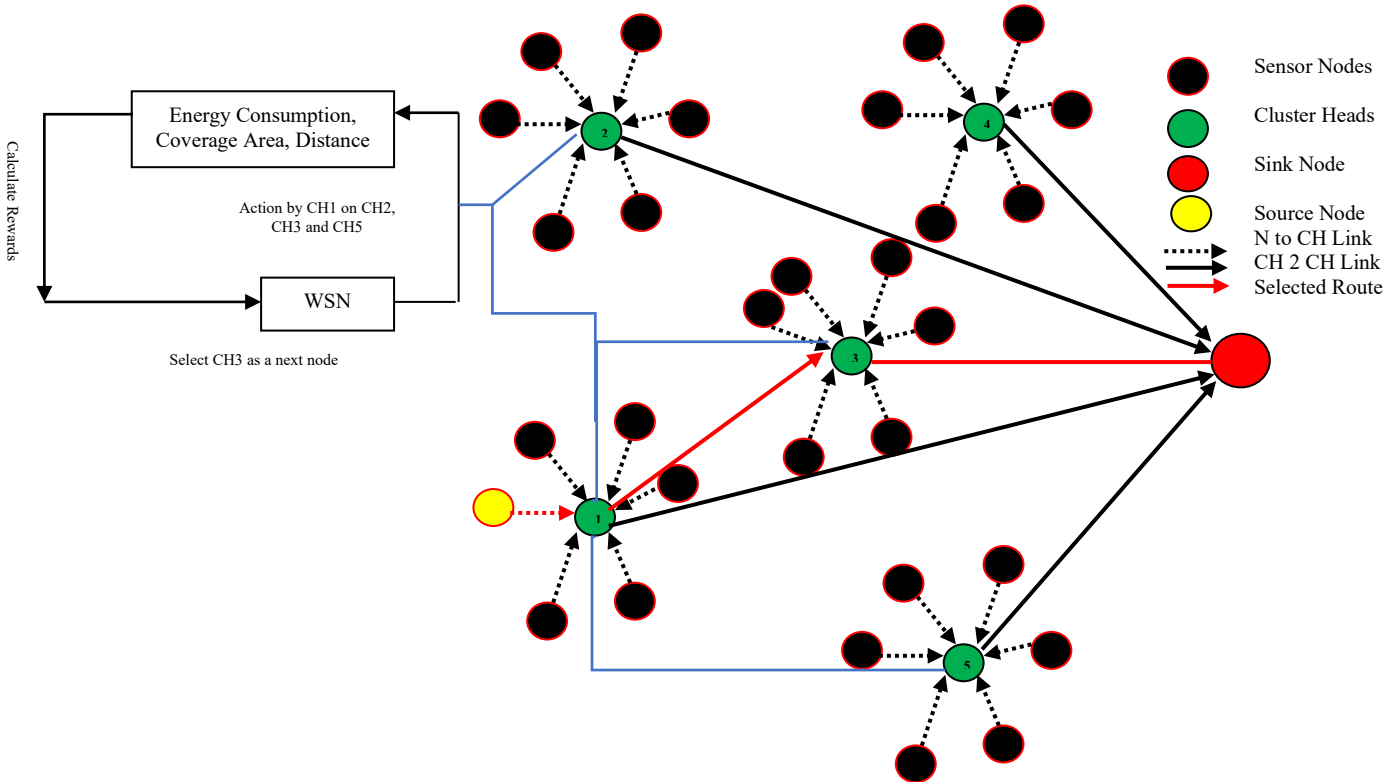 Energy Consumption,
Coverage Area, Distance
Calculate Rewards
Action by CH1 on CH2,
CH3 and CH5
WSN
Select CH3 as a next node
2
4
3
1
5
Sensor Nodes
Cluster Heads
Sink Node
Source Node
N to CH Link
CH 2 CH Link
Selected Route